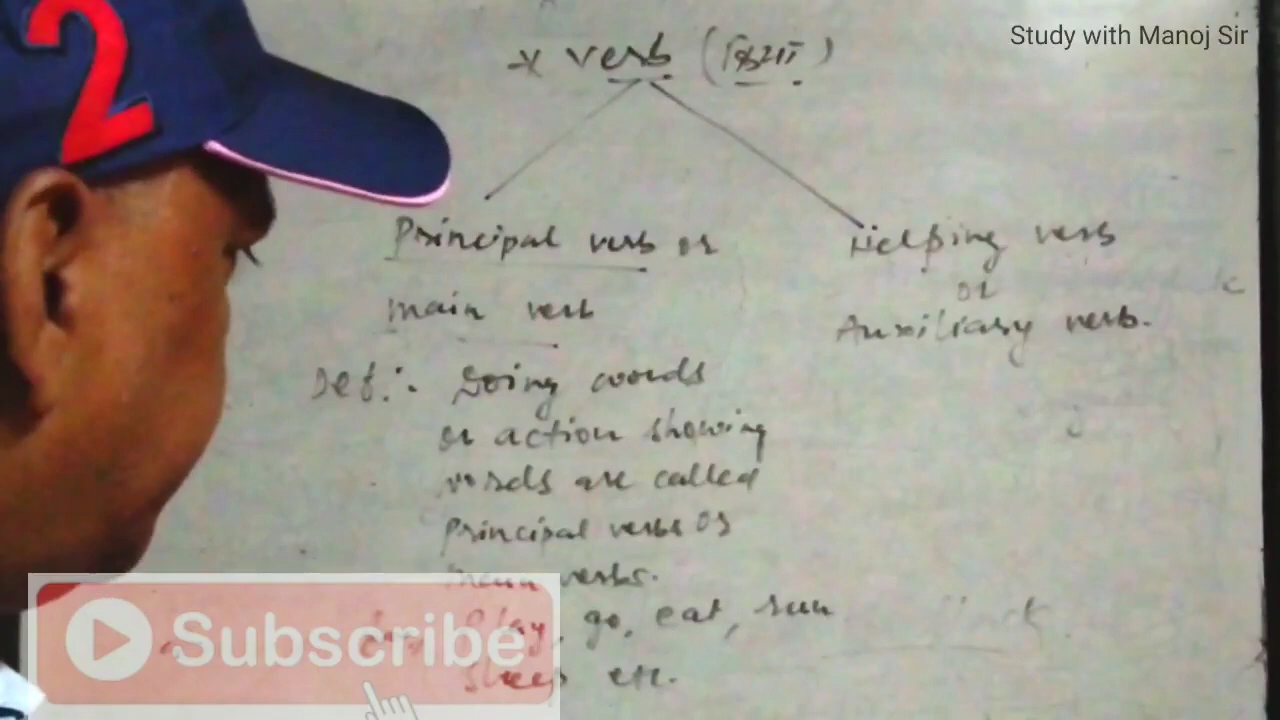 Study with Manoj Sir
2
* verb (क्रिया)
Principal verb or
Helping verb
main verb
or
Auxiliary verb.
Def:- Doing words
or action showing
words are called
Principal verbs or
main verbs.
Play, go, eat, run
Subscribe
Sleep etc.